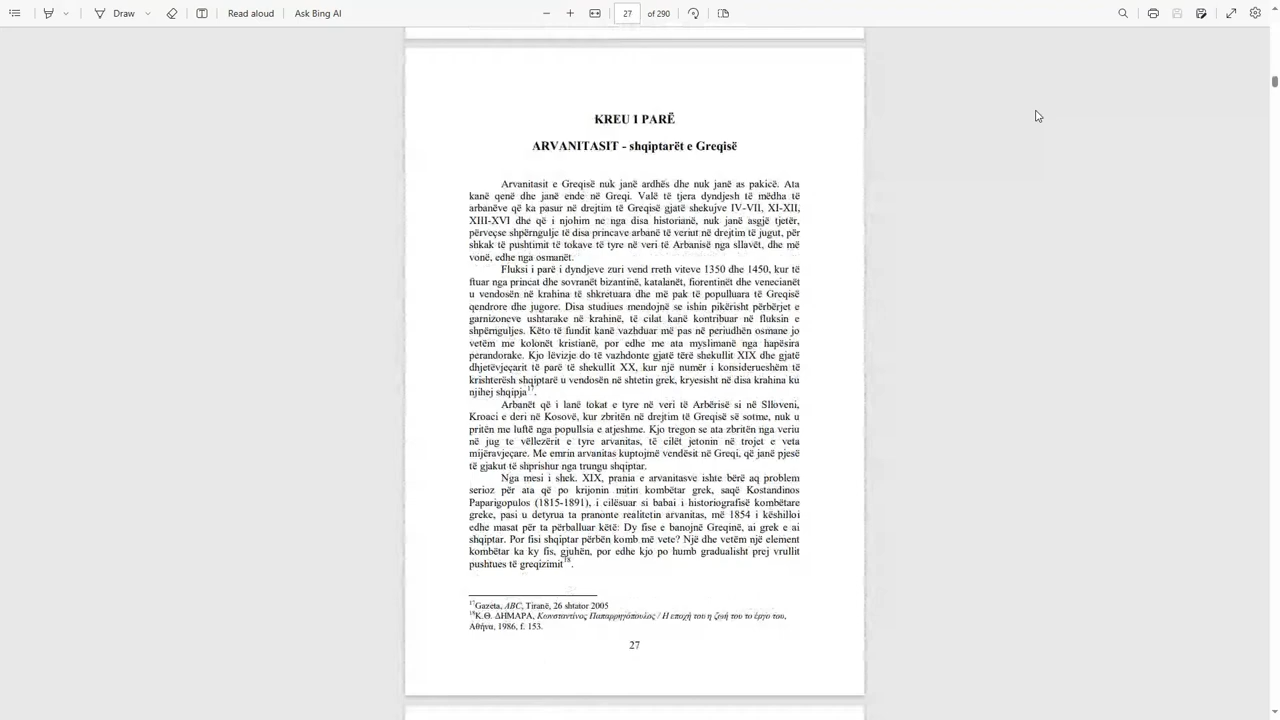 Draw
Read aloud
Ask Bing AI
27
of 290
KREU I PARË
ARVANITASIT - shqiptarët e Greqisë
Arvanitasit e Greqisë nuk janë ardhës dhe nuk janë as pakicë. Ata
kanë qenë dhe janë ende në Greqi. Valë të tjera dyndjesh të mëdha të
arbanëve që ka pasur në drejtim të Greqisë gjatë shekujve IV-VII, XI-XII,
XIII-XVI dhe që i njohim ne nga disa historianë, nuk janë asgjë tjetër,
përveçse shpërngulje të disa princave arbanë të veriut në drejtim të jugut, për
shkak të pushtimit të tokave të tyre në veri të Arbanisë nga sllavët, dhe më
vonë, edhe nga osmanët.
Fluksi i parë i dyndjeve zuri vend rreth viteve 1350 dhe 1450, kur të
ftuar nga princat dhe sovranët bizantinë, katalanët, fiorentinët dhe venecianët
u vendosën në krahina të shkretuara dhe më pak të populluara të Greqisë
qendrore dhe jugore. Disa studiues mendojnë se ishin pikërisht përbërjet e
garnizoneve ushtarake në krahinë, të cilat kanë kontribuar në fluksin e
shpërnguljes. Këto të fundit kanë vazhduar më pas në periudhën osmane jo
vetëm me kolonët kristianë, por edhe me ata myslimanë nga hapësira
perandorake. Kjo lëvizje do të vazhdonte gjatë tërë shekullit XIX dhe gjatë
dhjetëvjeçarit të parë të shekullit XX, kur një numër i konsiderueshëm të
krishterësh shqiptarë u vendosën në shtetin grek, kryesisht në disa krahina ku
njihej shqipja17.
Arbanët që i lanë tokat e tyre në veri të Arbërisë si në Slloveni,
Kroaci e deri në Kosovë, kur zbritën në drejtim të Greqisë së sotme, nuk u
pritën me luftë nga popullsia e atjeshme. Kjo tregon se ata zbritën nga veriu
në jug te vëllezërit e tyre arvanitas, të cilët jetonin në trojet e veta
mijëravjeçare. Me emrin arvanitas kuptojmë vendësit në Greqi, që janë pjesë
të gjakut të shprishur nga trungu shqiptar.
Nga mesi i shek. XIX, prania e arvanitasve ishte bërë aq problem
serioz për ata që po krijonin mitin kombëtar grek, saqë Kostandinos
Paparigopulos (1815-1891), i cilësuar si babai i historiografisë kombëtare
greke, pasi u detyrua ta pranonte realitetin arvanitas, më 1854 i këshilloi
edhe masat për ta përballuar këtë: Dy fise e banojnë Greqinë, ai grek e ai
shqiptar. Por fisi shqiptar përbën komb më vete? Një dhe vetëm një element
kombëtar ka ky fis, gjuhën, por edhe kjo po humb gradualisht prej vrullit
pushtues të greqizimit18.
17Gazeta, ABC, Tiranë, 26 shtator 2005
18Κ.Θ. ΔΗΜΑΡΑ, Κωνσταντίνος Παπαρρηγόπουλος / Η εποχή του η ζωή του το έργο του,
Αθήνα, 1986, f. 153.
27